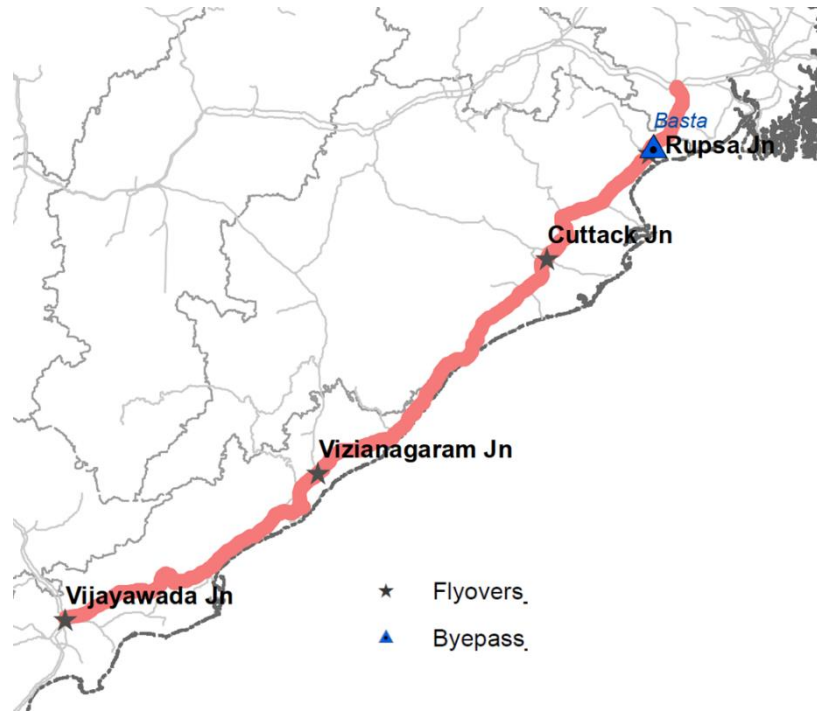 Basta
Rupsa Jn
Cuttack Jn
Vizianagaram Jn
Vijayawada Jn
Flyovers.
Byepass.